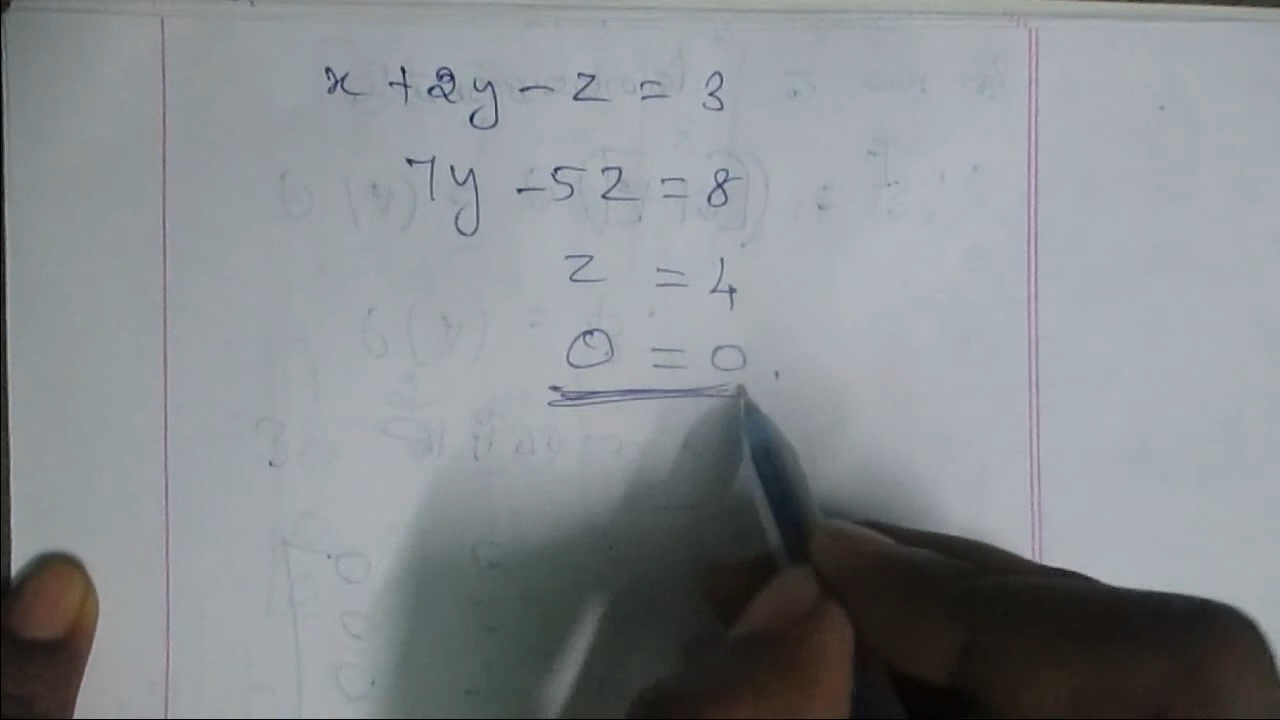 x + 2y - z = 3
7y - 5z = 8
z = 4
0 = 0.